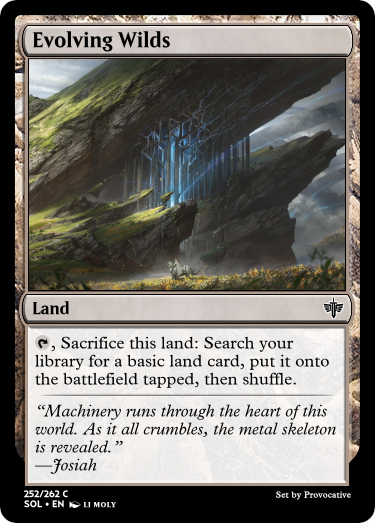 Evolving Wilds
Land
, Sacrifice this land: Search your
library for a basic land card, put it onto
the battlefield tapped, then shuffle.
“Machinery runs through the heart of this
world. As it all crumbles, the metal skeleton
is revealed.”
—Josiah
252/262 C
SOL • EN LI MOLY
Set by Provocative